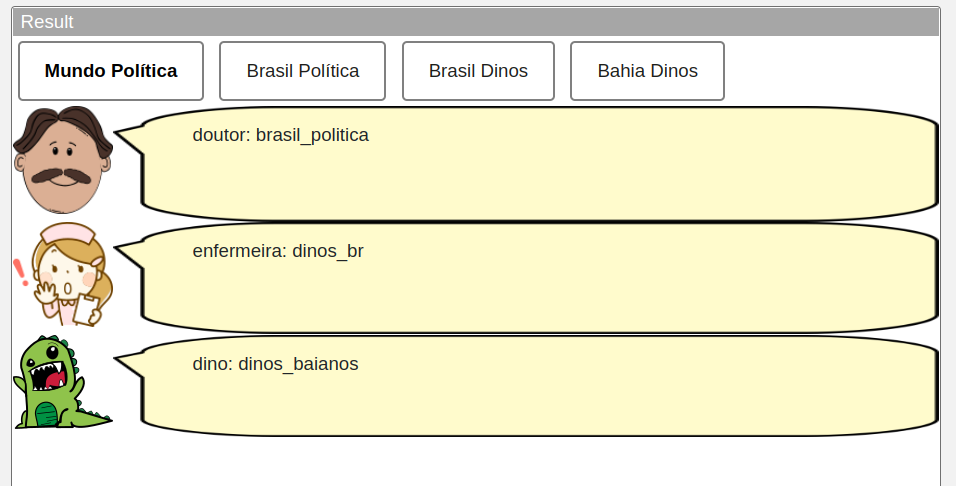 Result
Mundo Política Brasil Política Brasil Dinos Bahia Dinos
doutor: brasil_politica
enfermeira: dinos_br
dino: dinos_baianos